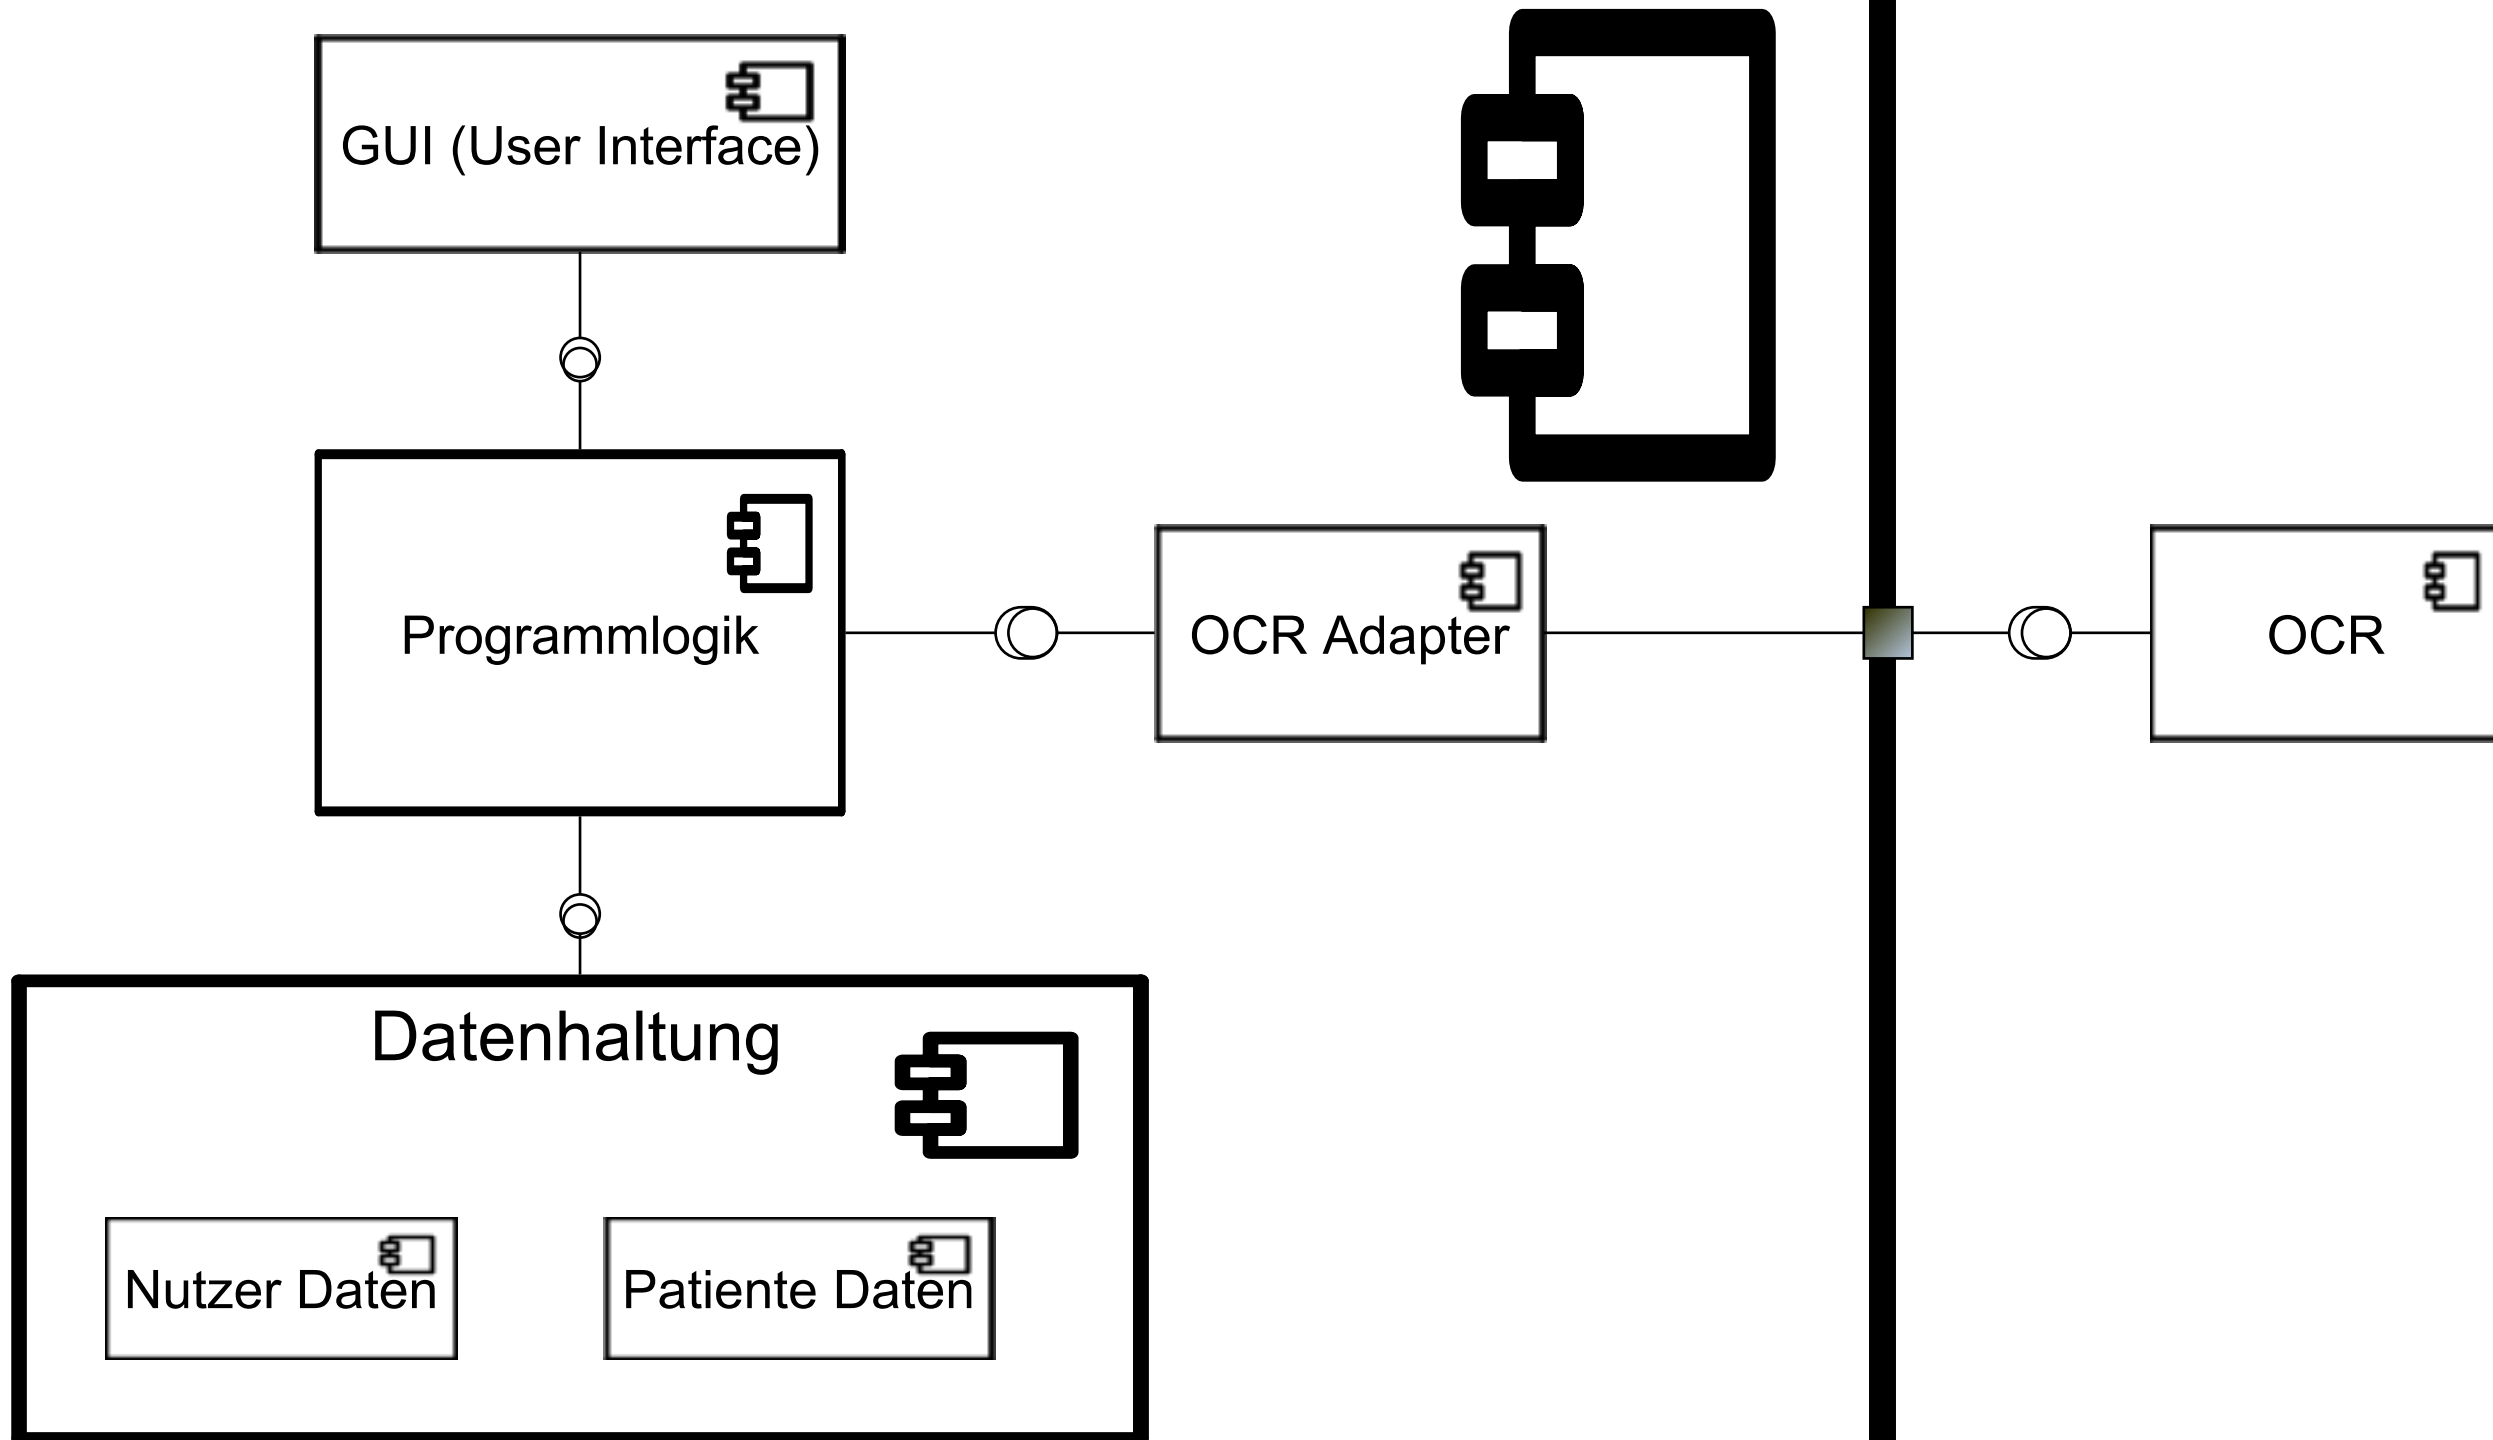 GUI (User Interface)
Programmlogik
OCR Adapter
OCR
Datenhaltung
Nutzer Daten
Patiente Daten